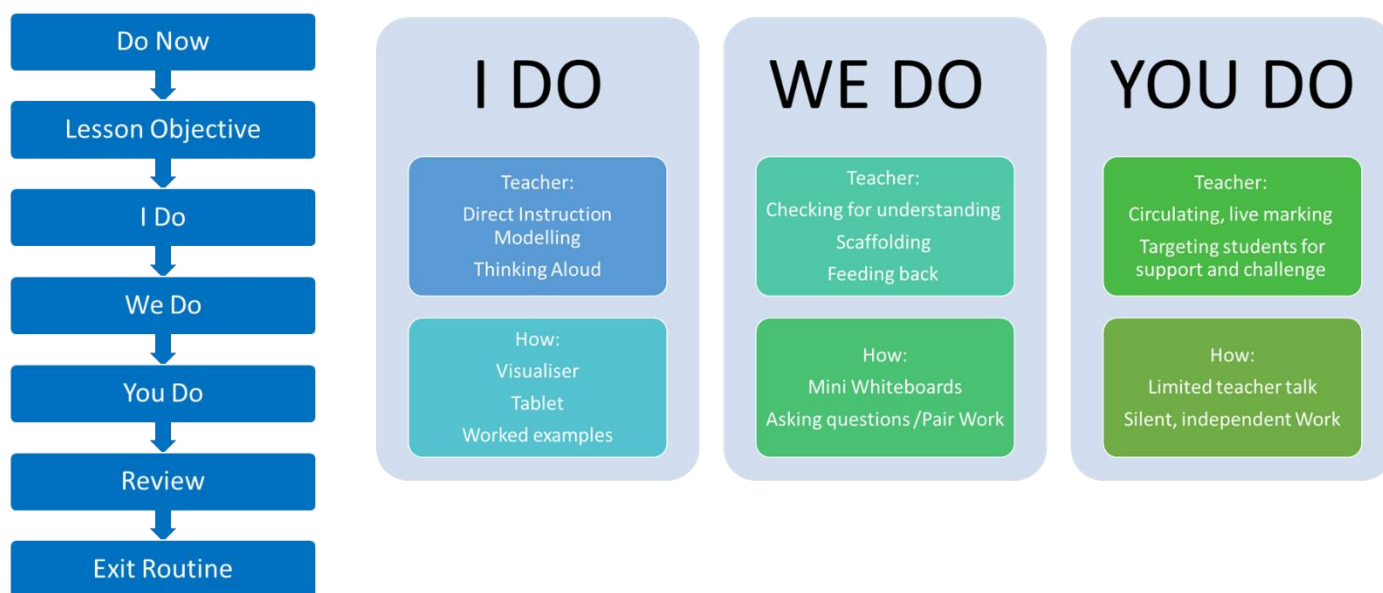 Do Now
Lesson Objective
I Do
We Do
You Do
Review
Exit Routine
I DO
Teacher:
Direct Instruction
Modelling
Thinking Aloud
How:
Visualiser
Tablet
Worked examples
WE DO
Teacher:
Checking for understanding
Scaffolding
Feeding back
How:
Mini Whiteboards
Asking questions /Pair Work
YOU DO
Teacher:
Circulating, live marking
Targeting students for
support and challenge
How:
Limited teacher talk
Silent, independent Work